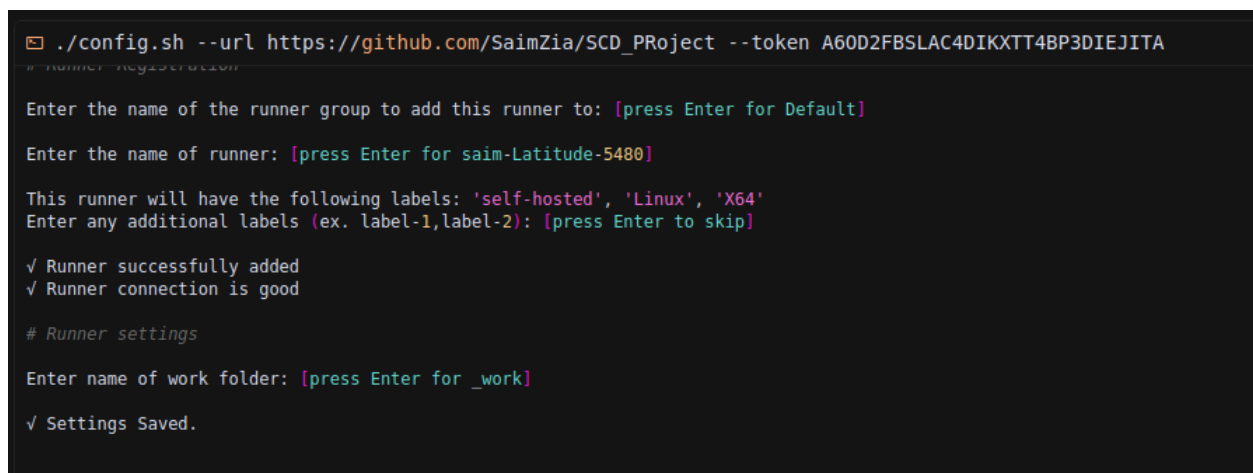 ./config.sh --url https://github.com/SaimZia/SCD_PRoject --token A6OD2FBSLAC4DIKXTT4BP3DIEJITA
# Runner Registration
Enter the name of the runner group to add this runner to: [press Enter for Default]
Enter the name of runner: [press Enter for saim-Latitude-5480]
This runner will have the following labels: 'self-hosted', 'Linux', 'X64'
Enter any additional labels (ex. label-1,label-2): [press Enter to skip]
√ Runner successfully added
√ Runner connection is good
# Runner settings
Enter name of work folder: [press Enter for _work]
√ Settings Saved.